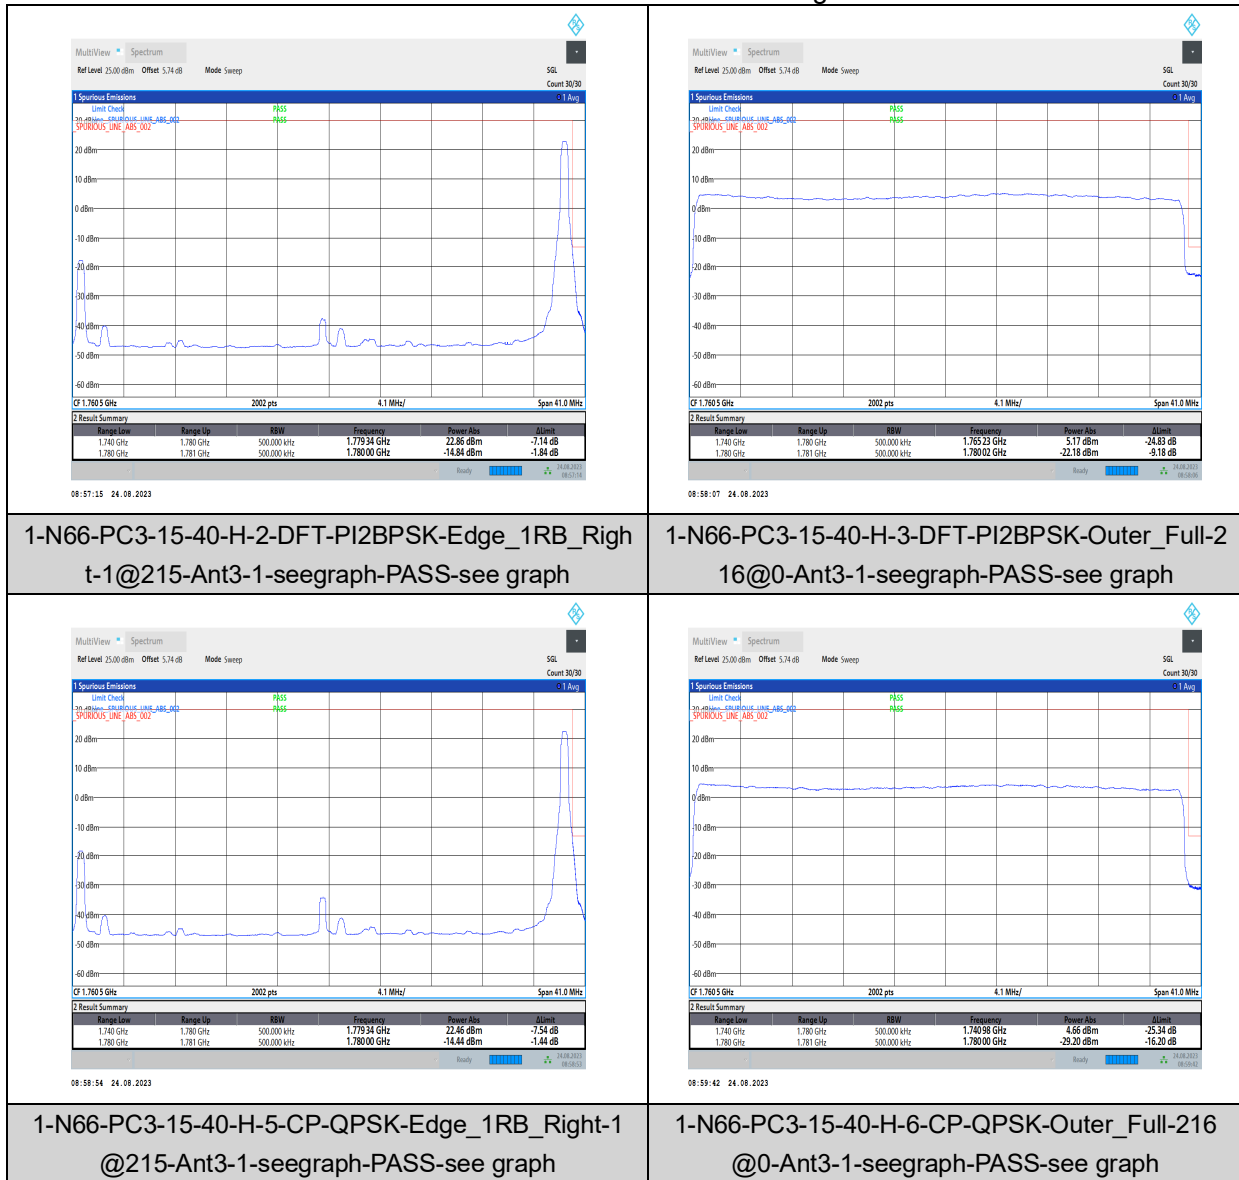 MultiView Spectrum
Ref Level 25.00 dBm Offset 5.74 dB Mode Sweep SGL
Count 30/30
1 Spurious Emissions 1 Avg
Limit Check PASS
SPURIOUS_LINE_ABS_002 PASS
20 dBm
10 dBm
0 dBm
-10 dBm
-20 dBm
-30 dBm
-40 dBm
-50 dBm
-60 dBm
CF 1.7605 GHz 2002 pts 4.1 MHz/ Span 41.0 MHz
2 Result Summary
Range Low Range Up RBW Frequency Power Abs ΔLimit
1.740 GHz 1.780 GHz 500.000 kHz 1.77934 GHz 22.86 dBm -7.14 dB
1.780 GHz 1.781 GHz 500.000 kHz 1.78000 GHz -14.84 dBm -1.84 dB
Ready 24.08.2023
08:57:15 24.08.2023
1-N66-PC3-15-40-H-2-DFT-PI2BPSK-Edge_1RB_Righ
t-1@215-Ant3-1-seegraph-PASS-see graph
MultiView Spectrum
Ref Level 25.00 dBm Offset 5.74 dB Mode Sweep SGL
Count 30/30
1 Spurious Emissions 1 Avg
Limit Check PASS
SPURIOUS_LINE_ABS_002 PASS
20 dBm
10 dBm
0 dBm
-10 dBm
-20 dBm
-30 dBm
-40 dBm
-50 dBm
-60 dBm
CF 1.7605 GHz 2002 pts 4.1 MHz/ Span 41.0 MHz
2 Result Summary
Range Low Range Up RBW Frequency Power Abs ΔLimit
1.740 GHz 1.780 GHz 500.000 kHz 1.76523 GHz 5.17 dBm -24.83 dB
1.780 GHz 1.781 GHz 500.000 kHz 1.78002 GHz -22.18 dBm -9.18 dB
Ready 24.08.2023
08:58:07 24.08.2023
1-N66-PC3-15-40-H-3-DFT-PI2BPSK-Outer_Full-2
16@0-Ant3-1-seegraph-PASS-see graph
MultiView Spectrum
Ref Level 25.00 dBm Offset 5.74 dB Mode Sweep SGL
Count 30/30
1 Spurious Emissions 1 Avg
Limit Check PASS
SPURIOUS_LINE_ABS_002 PASS
20 dBm
10 dBm
0 dBm
-10 dBm
-20 dBm
-30 dBm
-40 dBm
-50 dBm
-60 dBm
CF 1.7605 GHz 2002 pts 4.1 MHz/ Span 41.0 MHz
2 Result Summary
Range Low Range Up RBW Frequency Power Abs ΔLimit
1.740 GHz 1.780 GHz 500.000 kHz 1.77934 GHz 22.46 dBm -7.54 dB
1.780 GHz 1.781 GHz 500.000 kHz 1.78000 GHz -14.44 dBm -1.44 dB
Ready 24.08.2023
08:58:54 24.08.2023
1-N66-PC3-15-40-H-5-CP-QPSK-Edge_1RB_Right-1
@215-Ant3-1-seegraph-PASS-see graph
MultiView Spectrum
Ref Level 25.00 dBm Offset 5.74 dB Mode Sweep SGL
Count 30/30
1 Spurious Emissions 1 Avg
Limit Check PASS
SPURIOUS_LINE_ABS_002 PASS
20 dBm
10 dBm
0 dBm
-10 dBm
-20 dBm
-30 dBm
-40 dBm
-50 dBm
-60 dBm
CF 1.7605 GHz 2002 pts 4.1 MHz/ Span 41.0 MHz
2 Result Summary
Range Low Range Up RBW Frequency Power Abs ΔLimit
1.740 GHz 1.780 GHz 500.000 kHz 1.74098 GHz 4.66 dBm -25.34 dB
1.780 GHz 1.781 GHz 500.000 kHz 1.78000 GHz -29.20 dBm -16.20 dB
Ready 24.08.2023
08:59:42 24.08.2023
1-N66-PC3-15-40-H-6-CP-QPSK-Outer_Full-216
@0-Ant3-1-seegraph-PASS-see graph